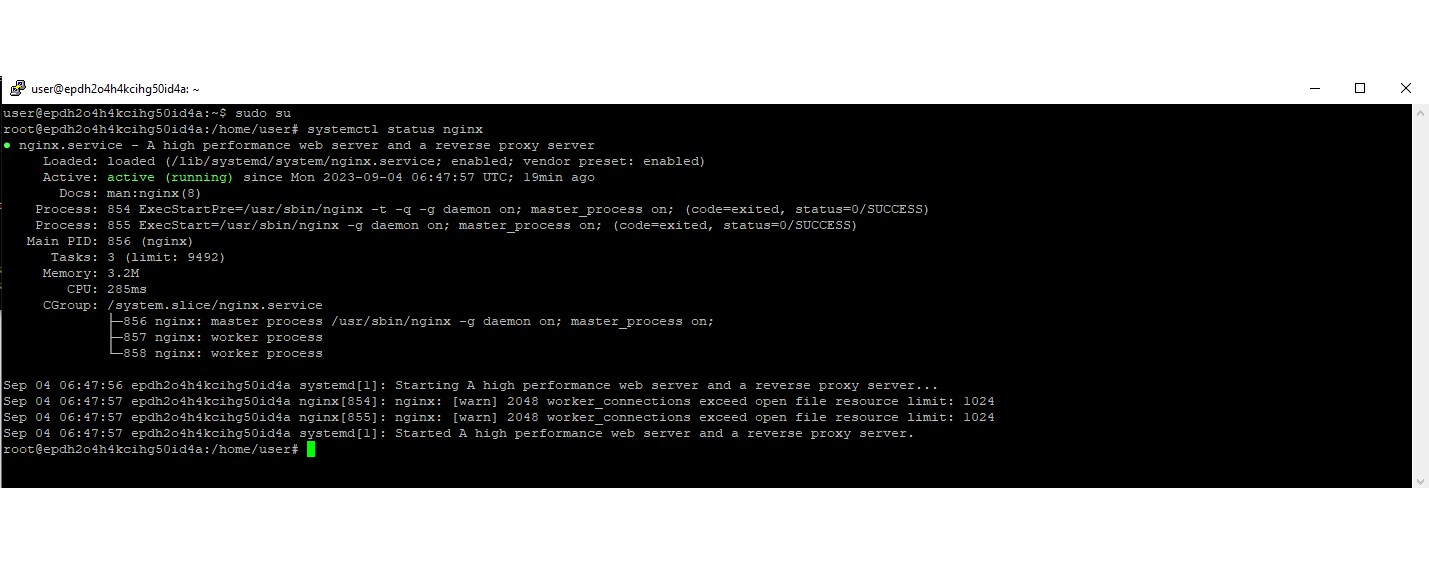 user@epdh2o4h4kcihg50id4a: ~
user@epdh2o4h4kcihg50id4a:~$ sudo su
root@epdh2o4h4kcihg50id4a:/home/user# systemctl status nginx
● nginx.service - A high performance web server and a reverse proxy server
Loaded: loaded (/lib/systemd/system/nginx.service; enabled; vendor preset: enabled)
Active: active (running) since Mon 2023-09-04 06:47:57 UTC; 19min ago
Docs: man:nginx(8)
Process: 854 ExecStartPre=/usr/sbin/nginx -t -q -g daemon on; master_process on; (code=exited, status=0/SUCCESS)
Process: 855 ExecStart=/usr/sbin/nginx -g daemon on; master_process on; (code=exited, status=0/SUCCESS)
Main PID: 856 (nginx)
Tasks: 3 (limit: 9492)
Memory: 3.2M
CPU: 285ms
CGroup: /system.slice/nginx.service
├─856 nginx: master process /usr/sbin/nginx -g daemon on; master_process on;
├─857 nginx: worker process
└─858 nginx: worker process
Sep 04 06:47:56 epdh2o4h4kcihg50id4a systemd[1]: Starting A high performance web server and a reverse proxy server...
Sep 04 06:47:57 epdh2o4h4kcihg50id4a nginx[854]: nginx: [warn] 2048 worker_connections exceed open file resource limit: 1024
Sep 04 06:47:57 epdh2o4h4kcihg50id4a nginx[855]: nginx: [warn] 2048 worker_connections exceed open file resource limit: 1024
Sep 04 06:47:57 epdh2o4h4kcihg50id4a systemd[1]: Started A high performance web server and a reverse proxy server.
root@epdh2o4h4kcihg50id4a:/home/user#